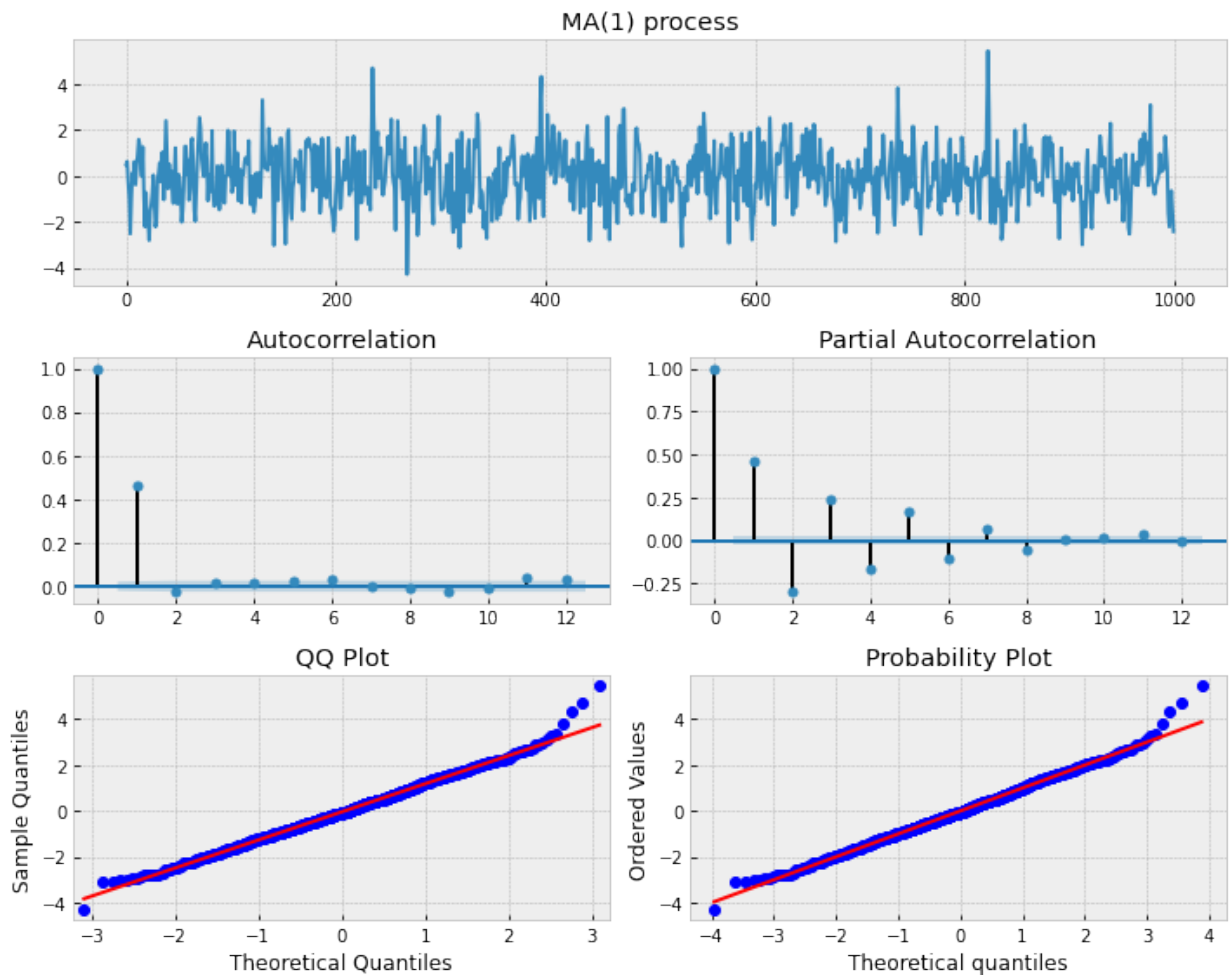 MA(1) process
4
2
0
−2
−4
0 200 400 600 800 1000
Autocorrelation
1.0
0.8
0.6
0.4
0.2
0.0
0 2 4 6 8 10 12
Partial Autocorrelation
1.00
0.75
0.50
0.25
0.00
−0.25
0 2 4 6 8 10 12
QQ Plot
Sample Quantiles
4
2
0
−2
−4
−3 −2 −1 0 1 2 3
Theoretical Quantiles
Probability Plot
Ordered Values
4
2
0
−2
−4
−4 −3 −2 −1 0 1 2 3 4
Theoretical quantiles